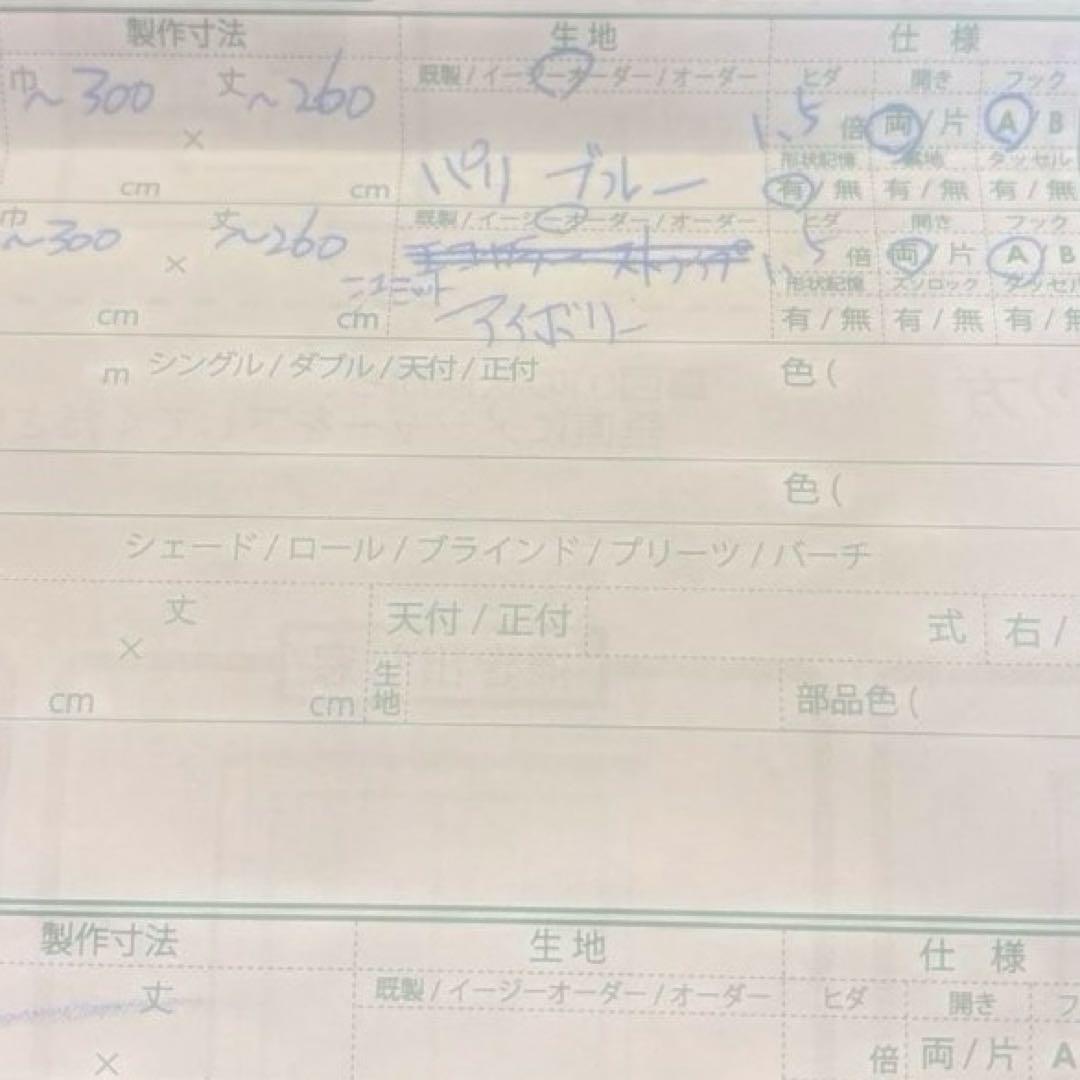 製作寸法 生地 仕様
巾 ~300 × 丈 ~260 既製/イージーオーダー/オーダー ヒダ 開き フック
1.5倍 両/片 A/B
cm cm パリ ブルー 形状記憶 裏地 タッセル
有/無 有/無 有/無
巾 ~300 × 丈 ~260 既製/イージーオーダー/オーダー ヒダ 開き フック
1.5倍 両/片 A/B
ニュアンス
cm cm アイボリー 形状記憶 スソロック タッセル
有/無 有/無 有/無
m シングル/ダブル/天付/正付 色(
色(
シェード/ロール/ブラインド/プリーツ/バーチ
× 丈 天付/正付 式 右/
cm cm 生地 部品色(
製作寸法 生地 仕様
丈 既製/イージーオーダー/オーダー ヒダ 開き フ
× 倍 両/片 A